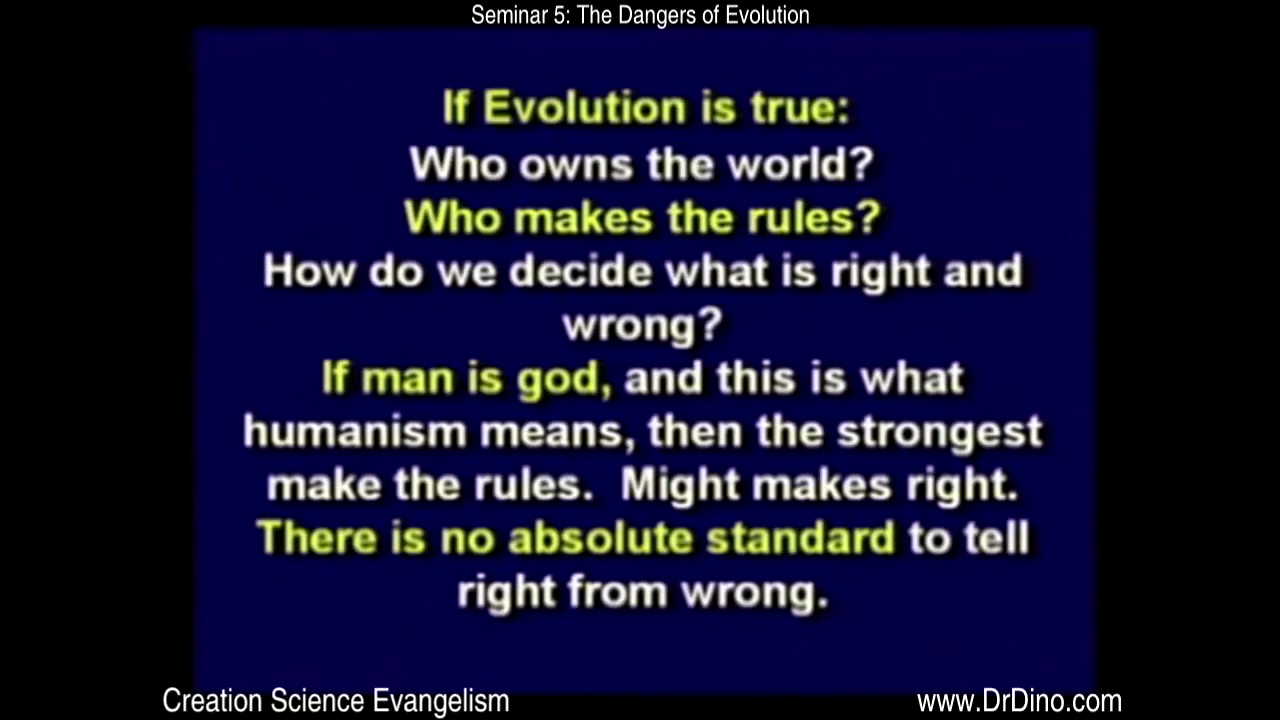 Seminar 5: The Dangers of Evolution
If Evolution is true:
Who owns the world?
Who makes the rules?
How do we decide what is right and
wrong?
If man is god, and this is what
humanism means, then the strongest
make the rules.  Might makes right.
There is no absolute standard to tell
right from wrong.
Creation Science Evangelism
www.DrDino.com